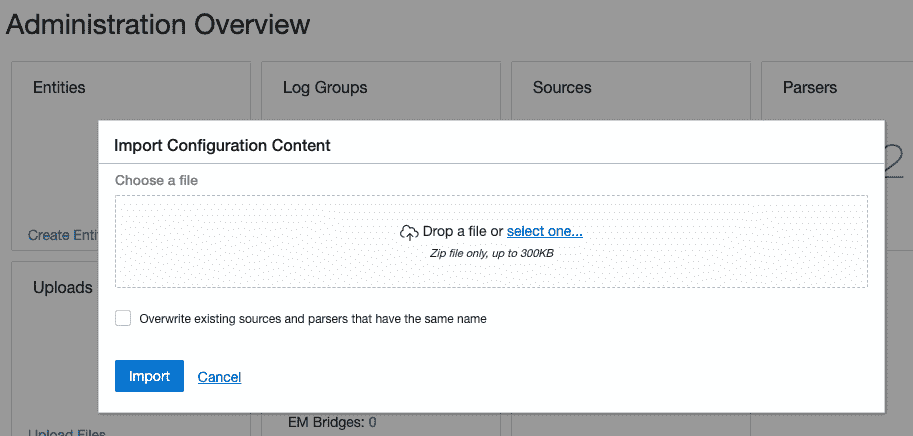 Administration Overview
Entities
Log Groups
Sources
Parsers
Import Configuration Content
Choose a file
Drop a file or select one...
Zip file only, up to 300KB
Create Enti
Uploads
Overwrite existing sources and parsers that have the same name
Import
Cancel
EM Bridges: 0
Upload Files